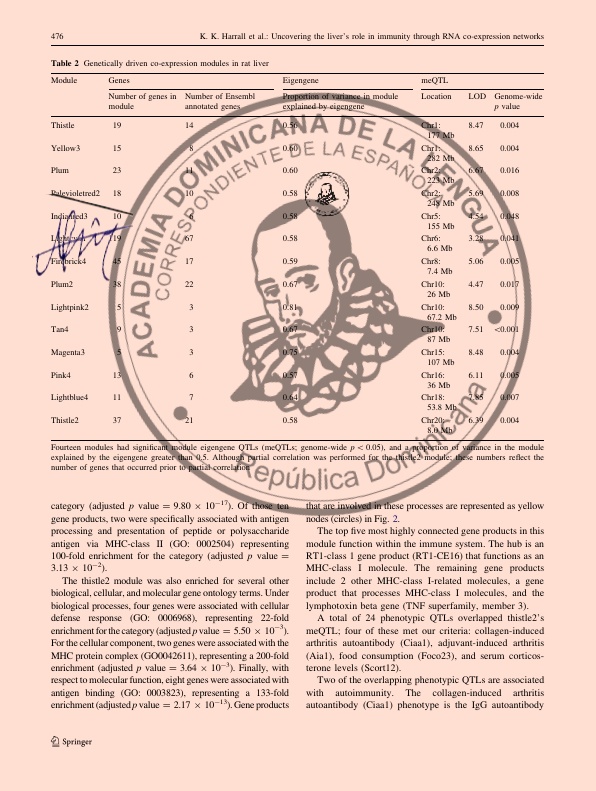 476
K. K. Harrall et al.: Uncovering the liver's role in immunity through RNA co-expression networks
Table 2 Genetically driven co-expression modules in rat liver
Module Genes Eigengene meQTL
Number of genes in module Number of Ensembl annotated genes Proportion of variance in module explained by eigengene Location LOD Genome-wide p value
Thistle 19 14 0.56 Chr1: 177 Mb 8.47 0.004
Yellow3 15 8 0.60 Chr1: 282 Mb 8.65 0.004
Plum 23 11 0.60 Chr2: 223 Mb 6.67 0.016
Palevioletred2 18 10 0.58 Chr2: 248 Mb 5.69 0.008
Indianred3 10 6 0.58 Chr5: 155 Mb 4.54 0.048
119 67 0.58 Chr6: 6.6 Mb 3.28 0.041
Firebrick4 45 17 0.59 Chr8: 7.4 Mb 5.06 0.005
Plum2 38 22 0.67 Chr10: 26 Mb 4.47 0.017
Lightpink2 5 3 0.81 Chr10: 67.2 Mb 8.50 0.009
Tan4 9 3 0.67 Chr10: 87 Mb 7.51 <0.001
Magenta3 5 3 0.75 Chr15: 107 Mb 8.48 0.004
Pink4 13 6 0.57 Chr16: 36 Mb 6.11 0.005
Lightblue4 11 7 0.64 Chr18: 53.8 Mb 7.85 0.007
Thistle2 37 21 0.58 Chr20: 8.0 Mb 6.39 0.004
Fourteen modules had significant module eigengene QTLs (meQTLs; genome-wide p < 0.05), and a proportion of variance in the module
explained by the eigengene greater than 0.5. Although partial correlation was performed for the thistle2 module; these numbers reflect the
number of genes that occurred prior to partial correlation
ACADEMIA DOMINICANA DE LA LENGUA
CORRESPONDIENTE DE LA ESPAÑOLA
República Dominicana
category (adjusted p value = 9.80 × 10⁻¹⁷). Of those ten
gene products, two were specifically associated with antigen
processing and presentation of peptide or polysaccharide
antigen via MHC-class II (GO: 0002504) representing
100-fold enrichment for the category (adjusted p value =
3.13 × 10⁻²).
The thistle2 module was also enriched for several other
biological, cellular, and molecular gene ontology terms. Under
biological processes, four genes were associated with cellular
defense response (GO: 0006968), representing 22-fold
enrichment for the category (adjusted p value = 5.50 × 10⁻³).
For the cellular component, two genes were associated with the
MHC protein complex (GO0042611), representing a 200-fold
enrichment (adjusted p value = 3.64 × 10⁻³). Finally, with
respect to molecular function, eight genes were associated with
antigen binding (GO: 0003823), representing a 133-fold
enrichment (adjusted p value = 2.17 × 10⁻¹³). Gene products
that are involved in these processes are represented as yellow
nodes (circles) in Fig. 2.
The top five most highly connected gene products in this
module function within the immune system. The hub is an
RT1-class 1 gene product (RT1-CE16) that functions as an
MHC-class I molecule. The remaining gene products
include 2 other MHC-class I-related molecules, a gene
product that processes MHC-class I molecules, and the
lymphotoxin beta gene (TNF superfamily, member 3).
A total of 24 phenotypic QTLs overlapped thistle2's
meQTL; four of these met our criteria: collagen-induced
arthritis autoantibody (Ciaa1), adjuvant-induced arthritis
(Aia1), food consumption (Foco23), and serum corticos-
terone levels (Scort12).
Two of the overlapping phenotypic QTLs are associated
with autoimmunity. The collagen-induced arthritis
autoantibody (Ciaa1) phenotype is the IgG autoantibody
Springer